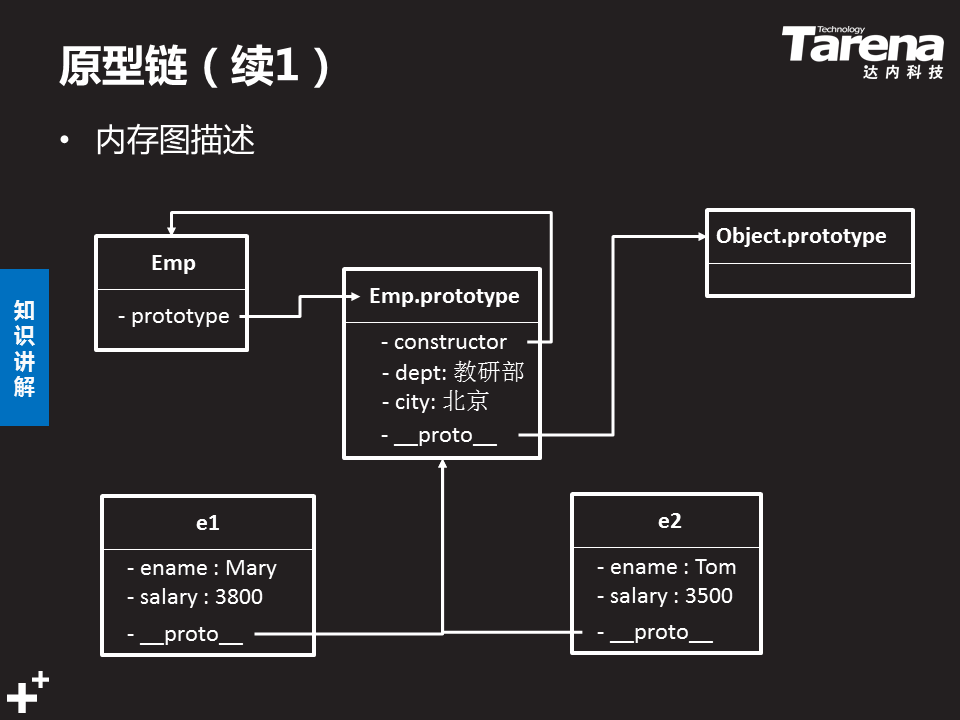 原型链（续1）
Technology
Tarena
达内科技
• 内存图描述
知识讲解
Emp
- prototype
Emp.prototype
- constructor
- dept: 教研部
- city: 北京
- __proto__
Object.prototype
e1
- ename : Mary
- salary : 3800
- __proto__
e2
- ename : Tom
- salary : 3500
- __proto__